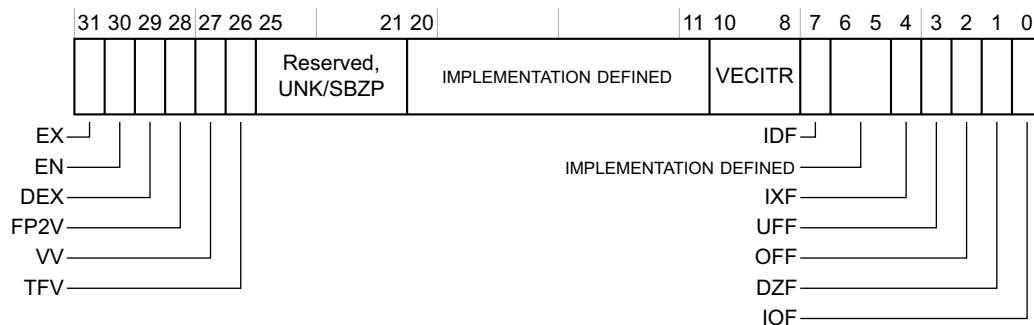 31 30 29 28 27 26 25 21 20 11 10 8 7 6 5 4 3 2 1 0
Reserved,
UNK/SBZP
IMPLEMENTATION DEFINED
VECITR
EX
EN
DEX
FP2V
VV
TFV
IDF
IMPLEMENTATION DEFINED
IXF
UFF
OFF
DZF
IOF